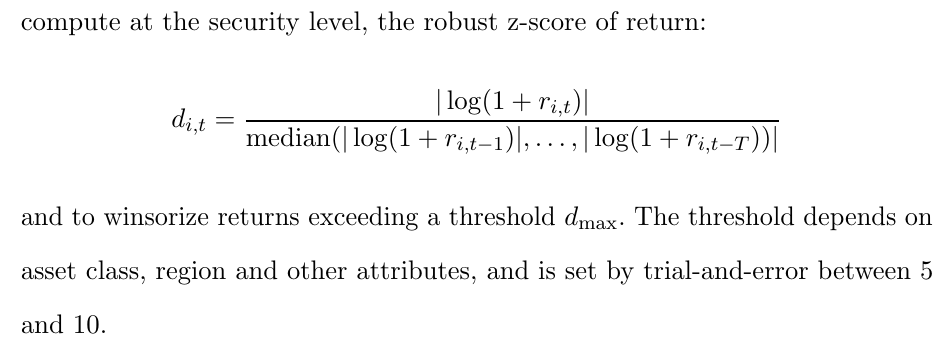 compute at the security level, the robust z-score of return:
d_{i,t} = \frac{|\log(1 + r_{i,t})|}{\text{median}(|\log(1 + r_{i,t-1})|, \ldots, |\log(1 + r_{i,t-T}))|}
and to winsorize returns exceeding a threshold d_{\max}. The threshold depends on
asset class, region and other attributes, and is set by trial-and-error between 5
and 10.